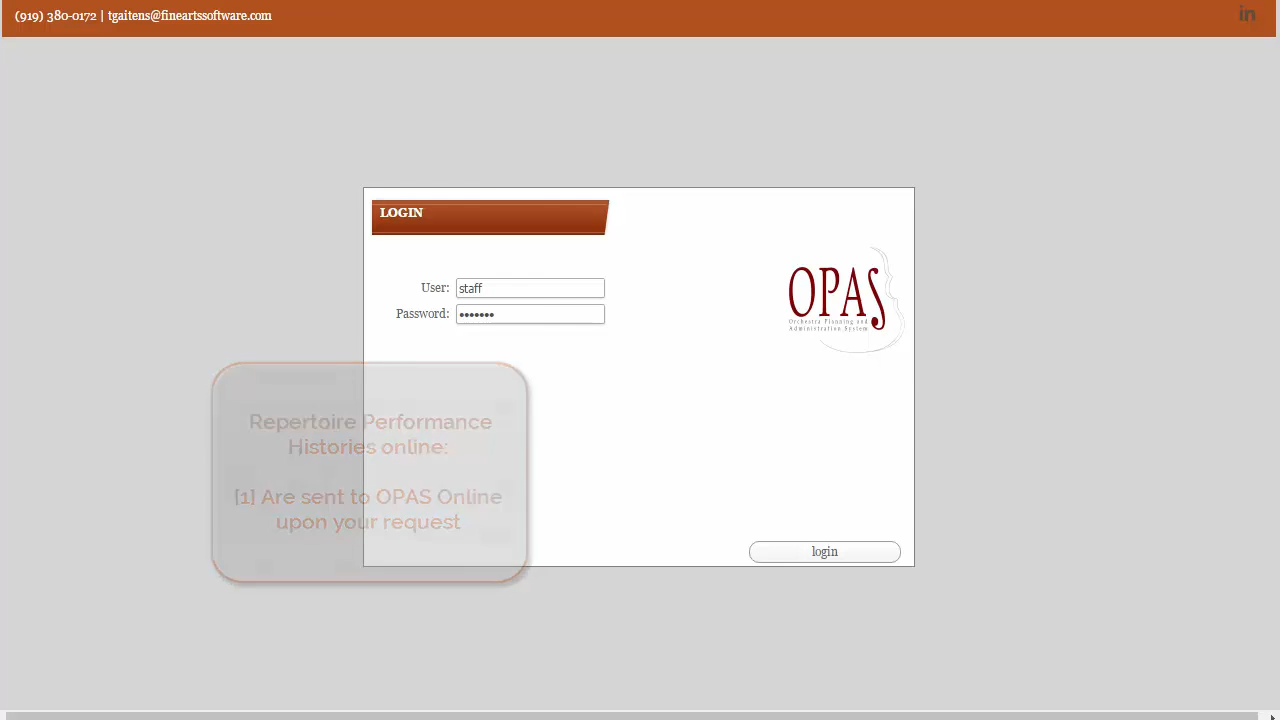 (919) 380-0172 | tgaitens@fineartssoftware.com
in
LOGIN
User: staff
Password: •••••••
OPAS
Orchestra Planning and
Administration System
Repertoire Performance
Histories online:
[1] Are sent to OPAS Online
upon your request
login